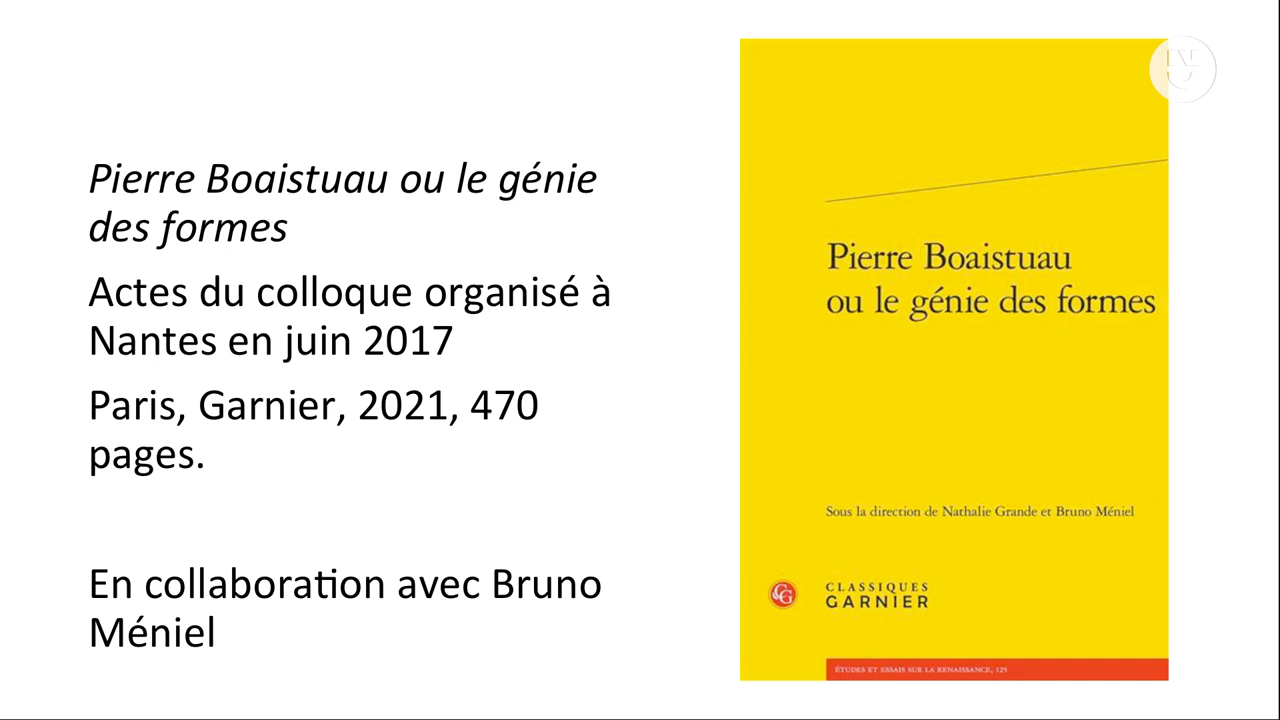 Pierre Boaistuau ou le génie
des formes
Actes du colloque organisé à
Nantes en juin 2017
Paris, Garnier, 2021, 470
pages.
En collaboration avec Bruno
Méniel
Pierre Boaistuau
ou le génie des formes
Sous la direction de Nathalie Grande et Bruno Méniel
CG
CLASSIQUES
GARNIER
ÉTUDES ET ESSAIS SUR LA RENAISSANCE, 125